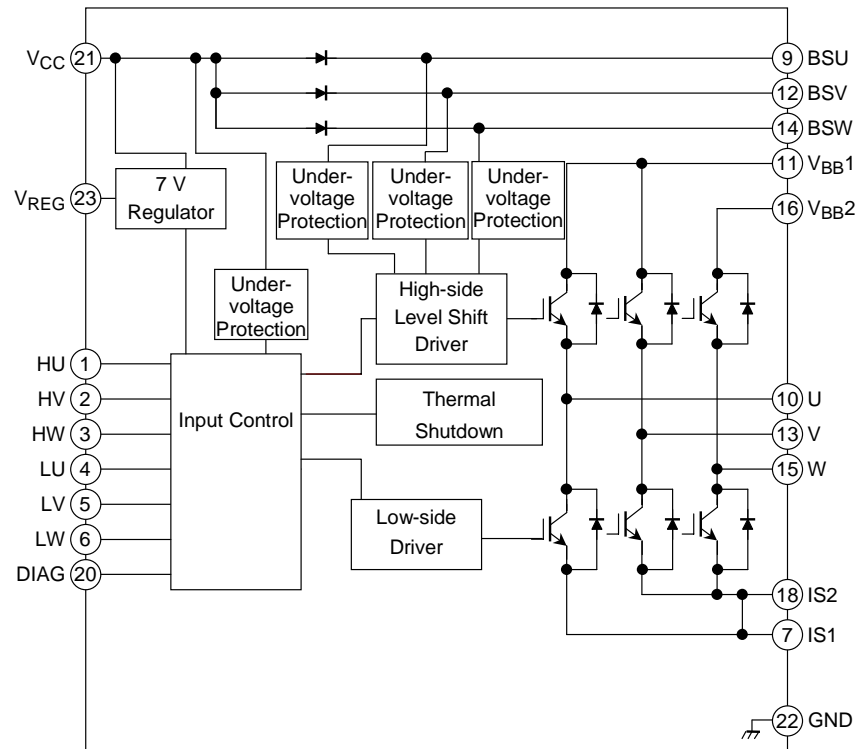 VCC 21
9 BSU
12 BSV
14 BSW
11 VBB1
16 VBB2
VREG 23
7 V
Regulator
Under-
voltage
Protection
Under-
voltage
Protection
Under-
voltage
Protection
Under-
voltage
Protection
High-side
Level Shift
Driver
HU 1
HV 2
HW 3
LU 4
LV 5
LW 6
DIAG 20
Input Control
Thermal
Shutdown
Low-side
Driver
10 U
13 V
15 W
18 IS2
7 IS1
22 GND